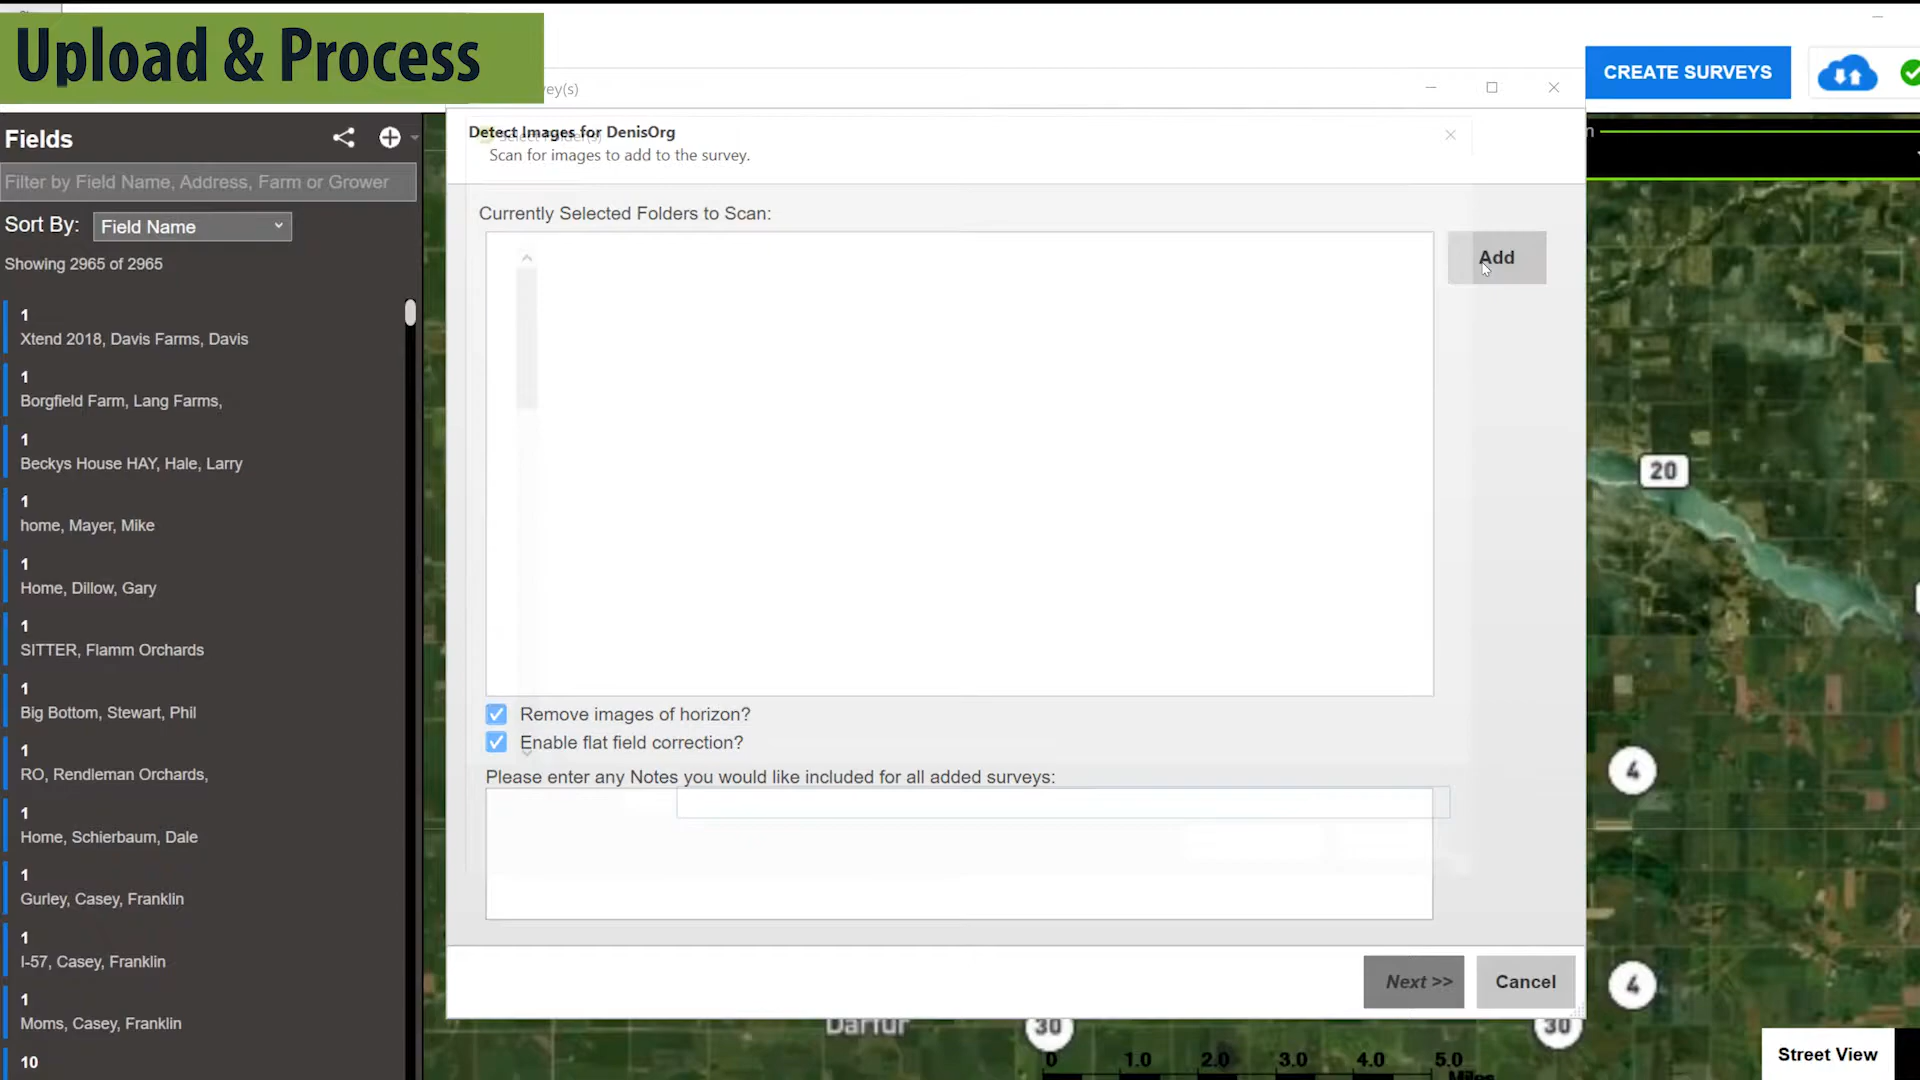 Upload & Process
vey(s)
CREATE SURVEYS
Fields
Detect Images for DenisOrg
Select Folder(s)
Scan for images to add to the survey.
Filter by Field Name, Address, Farm or Grower
Currently Selected Folders to Scan:
Sort By:
Field Name
Add
Showing 2965 of 2965
1
Xtend 2018, Davis Farms, Davis
1
Borgfield Farm, Lang Farms,
1
Beckys House HAY, Hale, Larry
20
1
home, Mayer, Mike
1
Home, Dillow, Gary
1
SITTER, Flamm Orchards
1
Big Bottom, Stewart, Phil
Remove images of horizon?
Enable flat field correction?
1
RO, Rendleman Orchards,
Please enter any Notes you would like included for all added surveys:
4
1
Home, Schierbaum, Dale
1
Gurley, Casey, Franklin
1
I-57, Casey, Franklin
Next >>
Cancel
4
1
Moms, Casey, Franklin
Darfur
30
30
10
0
1.0
2.0
3.0
4.0
5.0
Miles
Street View